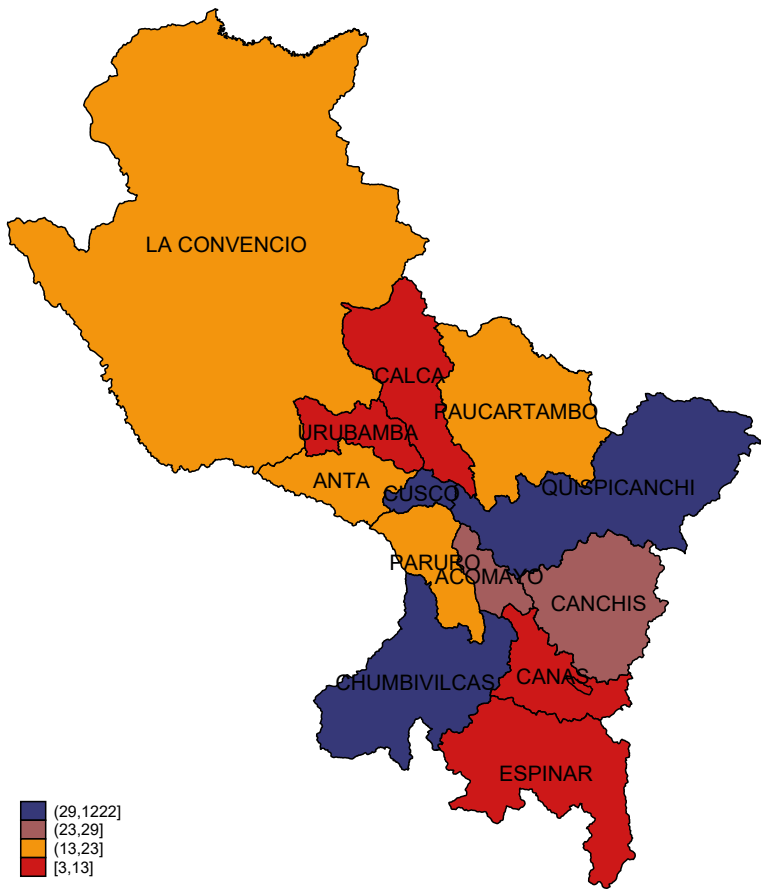 LA CONVENCIO
CALCA
PAUCARTAMBO
URUBAMBA
ANTA
CUSCO
QUISPICANCHI
PARURO
ACOMAYO
CANCHIS
CHUMBIVILCAS
CANAS
ESPINAR
(29,1222]
(23,29]
(13,23]
[3,13]